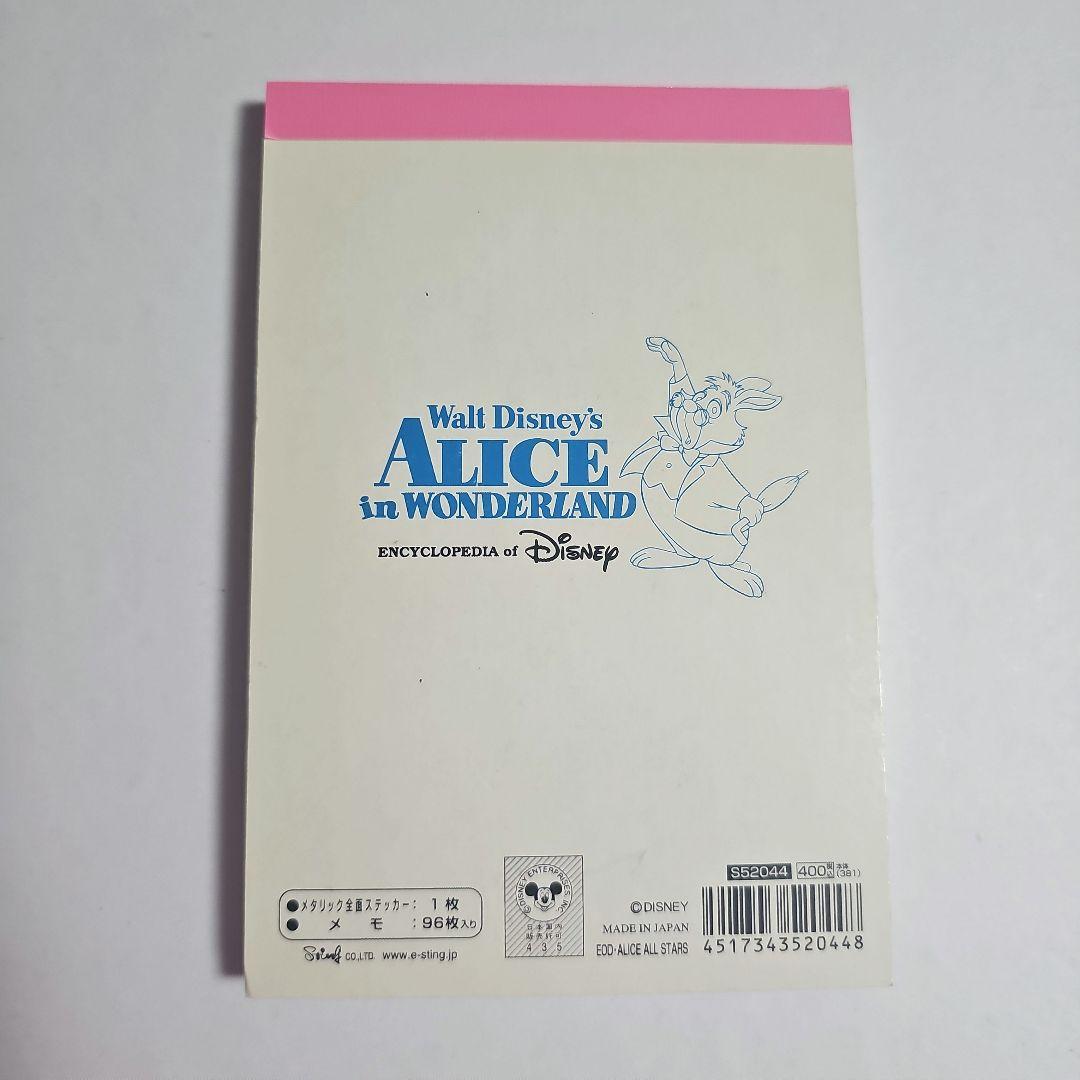 Walt Disney's
ALICE
in WONDERLAND
ENCYCLOPEDIA of Disney
●メタリック全面ステッカー: 1枚
●メモ :96枚入り
CO.,LTD. www.e-sting.jp
©DISNEY ENTERPRISES, INC.
日本国内
販売許可
435
©DISNEY
MADE IN JAPAN
EOD・ALICE ALL STARS
S52044 400 税込 本体(381)
4517343520448